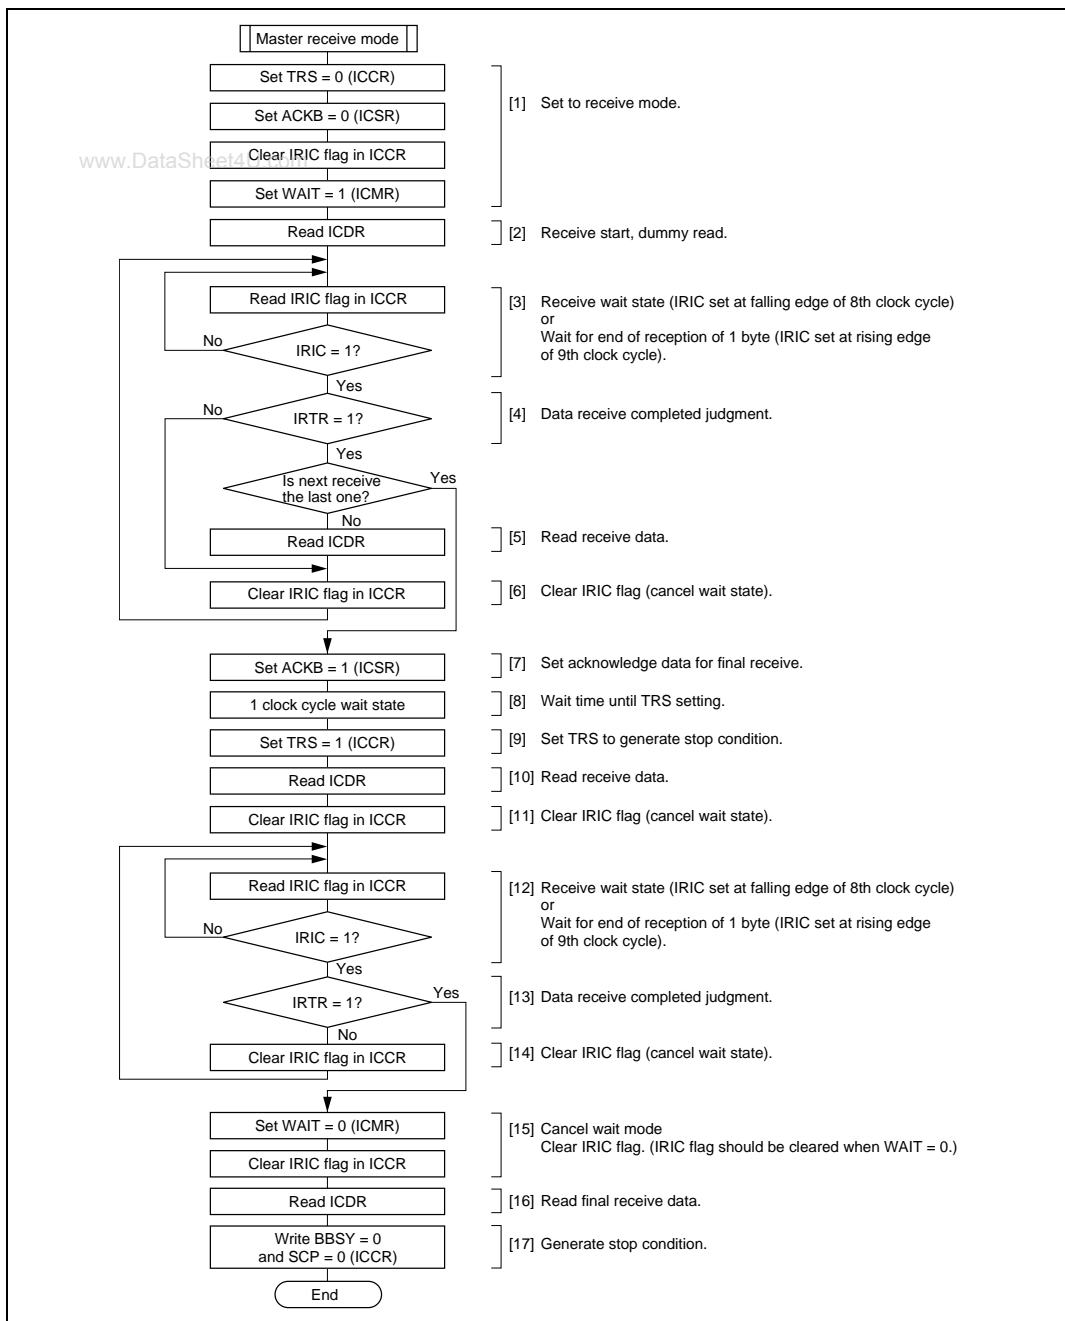 Master receive mode
Set TRS = 0 (ICCR)
[1] Set to receive mode.
Set ACKB = 0 (ICSR)
Clear IRIC flag in ICCR
www.DataSheet4U.com
Set WAIT = 1 (ICMR)
Read ICDR
[2] Receive start, dummy read.
Read IRIC flag in ICCR
[3] Receive wait state (IRIC set at falling edge of 8th clock cycle)
or
Wait for end of reception of 1 byte (IRIC set at rising edge
of 9th clock cycle).
No
IRIC = 1?
Yes
No
IRTR = 1?
[4] Data receive completed judgment.
Yes
Is next receive
the last one?
Yes
No
Read ICDR
[5] Read receive data.
Clear IRIC flag in ICCR
[6] Clear IRIC flag (cancel wait state).
Set ACKB = 1 (ICSR)
[7] Set acknowledge data for final receive.
1 clock cycle wait state
[8] Wait time until TRS setting.
Set TRS = 1 (ICCR)
[9] Set TRS to generate stop condition.
Read ICDR
[10] Read receive data.
Clear IRIC flag in ICCR
[11] Clear IRIC flag (cancel wait state).
Read IRIC flag in ICCR
[12] Receive wait state (IRIC set at falling edge of 8th clock cycle)
or
Wait for end of reception of 1 byte (IRIC set at rising edge
of 9th clock cycle).
No
IRIC = 1?
Yes
IRTR = 1?
Yes
[13] Data receive completed judgment.
No
Clear IRIC flag in ICCR
[14] Clear IRIC flag (cancel wait state).
Set WAIT = 0 (ICMR)
[15] Cancel wait mode
Clear IRIC flag. (IRIC flag should be cleared when WAIT = 0.)
Clear IRIC flag in ICCR
Read ICDR
[16] Read final receive data.
Write BBSY = 0
and SCP = 0 (ICCR)
[17] Generate stop condition.
End